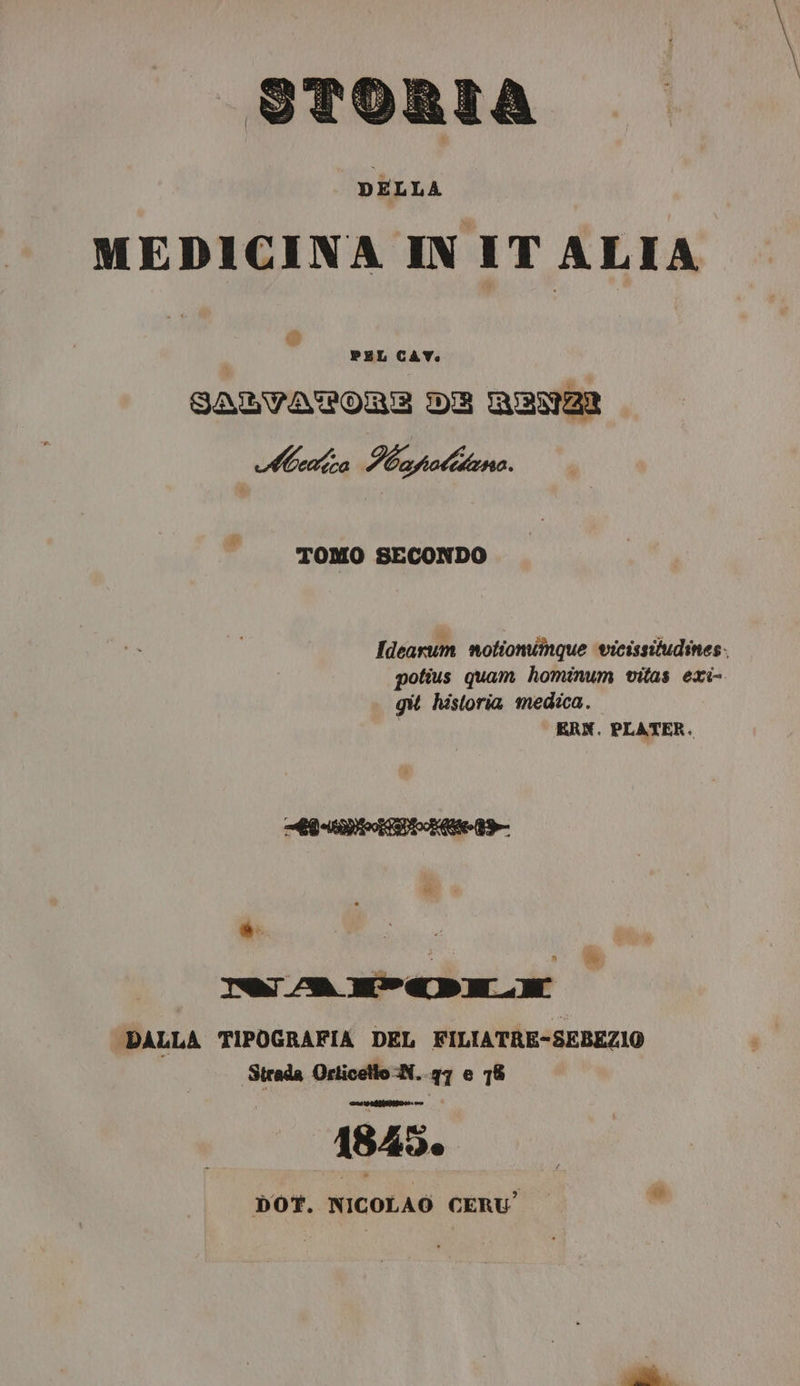 STORIA
DELLA
MEDICINA IN ITALIA
PEL CAV.
SALVATORE DE RENZI
Medico Napolitano.
TOMO SECONDO
Idearum notionumque vicissitudines
potius quam hominum vitas exi-
git historia medica.
ERN. PLATER.
NAPOLI
DALLA TIPOGRAFIA DEL FILIATRE-SEBEZIO
Strada Orticello N. 77 e 78
1845.
DOT. NICOLAO CERU'